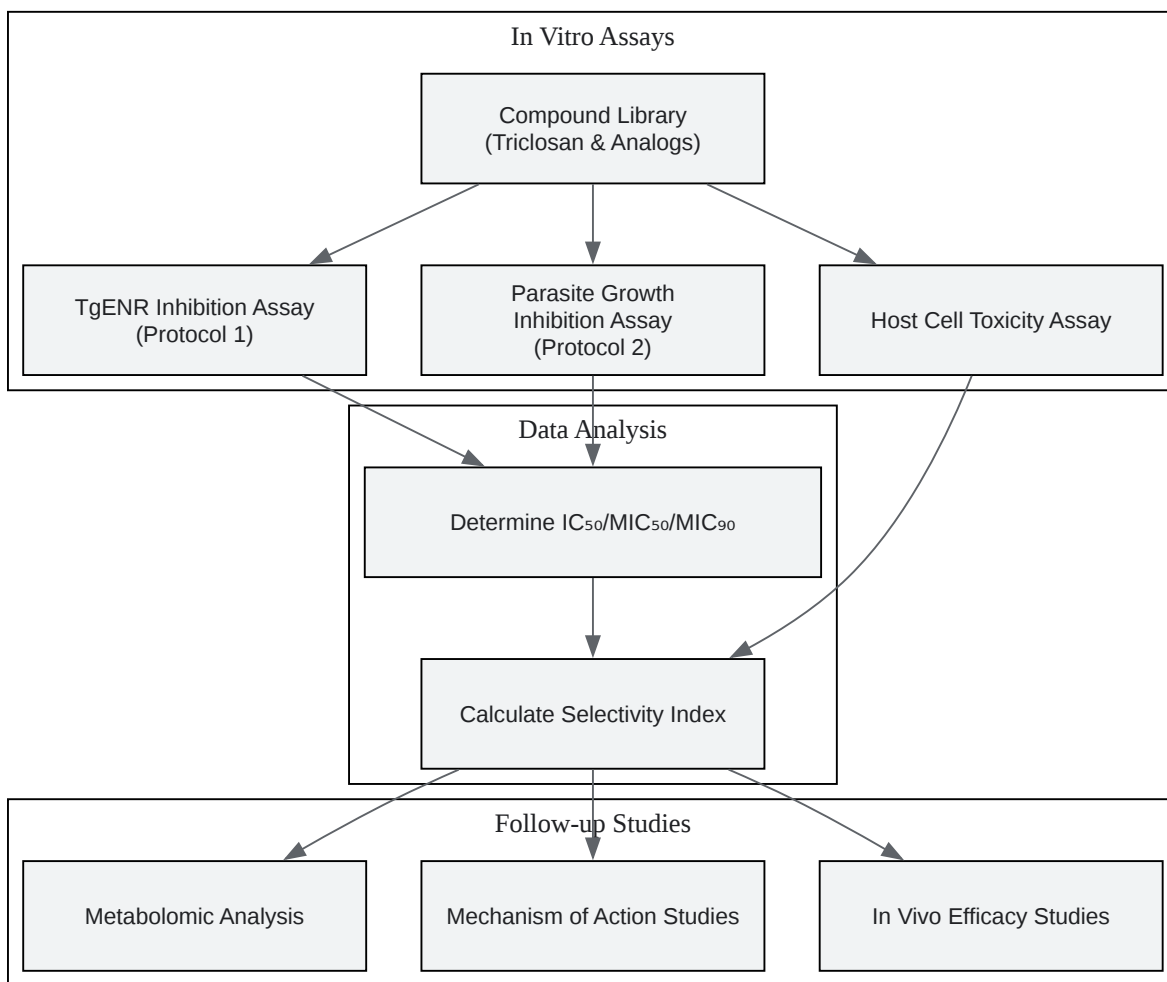 In Vitro Assays
Compound Library
(Triclosan & Analogs)
TgENR Inhibition Assay
(Protocol 1)
Parasite Growth
Inhibition Assay
(Protocol 2)
Host Cell Toxicity Assay
Data Analysis
Determine IC₅₀/MIC₅₀/MIC₉₀
Calculate Selectivity Index
Follow-up Studies
Metabolomic Analysis
Mechanism of Action Studies
In Vivo Efficacy Studies